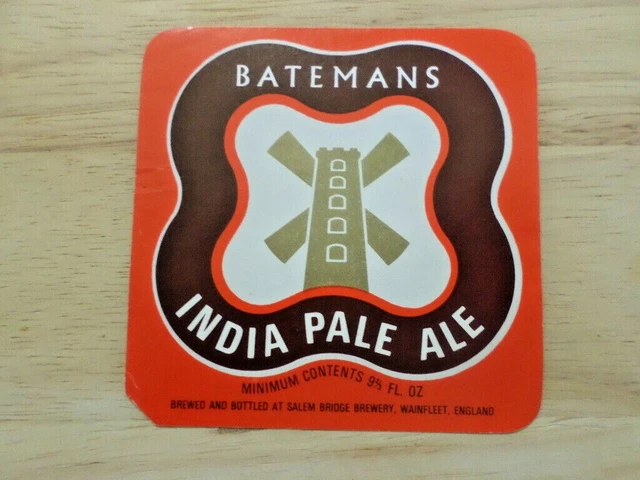 BATEMANS
INDIA PALE ALE
MINIMUM CONTENTS 9⅔ FL. OZ
BREWED AND BOTTLED AT SALEM BRIDGE BREWERY, WAINFLEET, ENGLAND